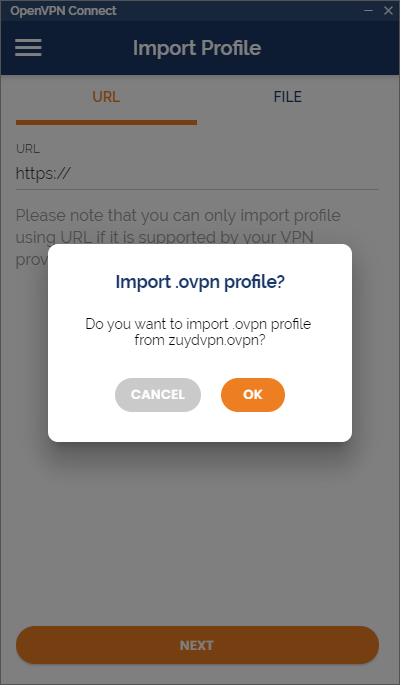 OpenVPN Connect
Import Profile
URL
FILE
URL
https://
Please note that you can only import profile
using URL if it is supported by your VPN
Import .ovpn profile?
Do you want to import .ovpn profile
from zuydvpn.ovpn?
CANCEL
OK
NEXT